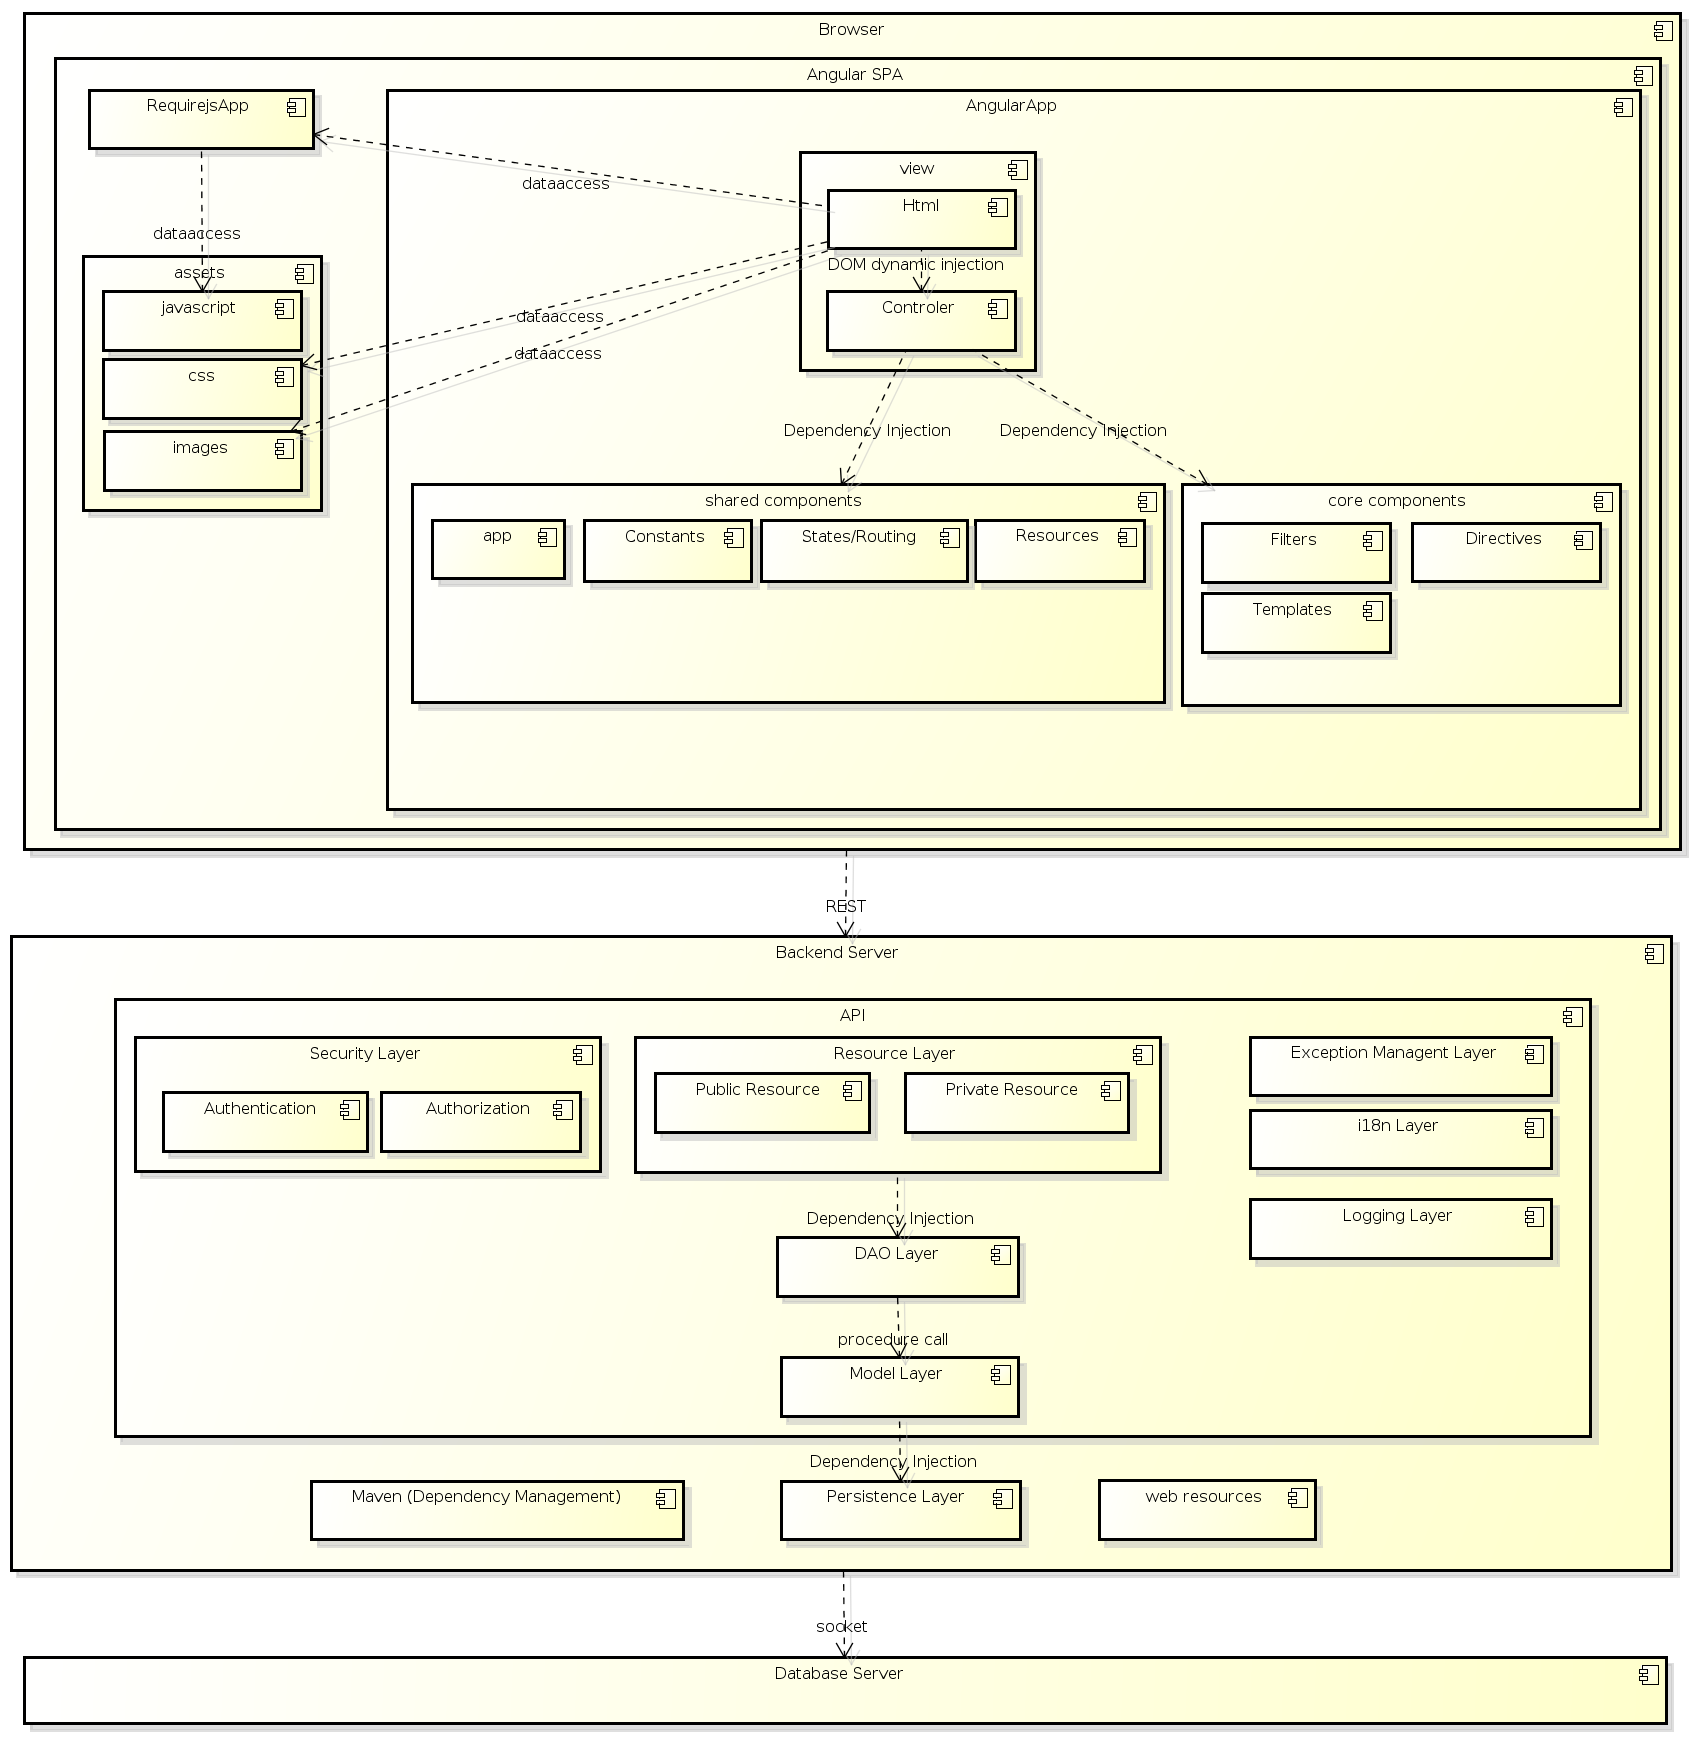 Browser
Angular SPA
RequirejsApp
AngularApp
view
Html
dataaccess
dataaccess
DOM dynamic injection
assets
javascript
Controler
dataaccess
dataaccess
css
images
Dependency Injection
Dependency Injection
shared components
core components
app
Constants
States/Routing
Resources
Filters
Directives
Templates
REST
Backend Server
API
Security Layer
Resource Layer
Exception Managent Layer
Public Resource
Private Resource
Authentication
Authorization
i18n Layer
Logging Layer
Dependency Injection
DAO Layer
procedure call
Model Layer
Dependency Injection
Maven (Dependency Management)
Persistence Layer
web resources
socket
Database Server